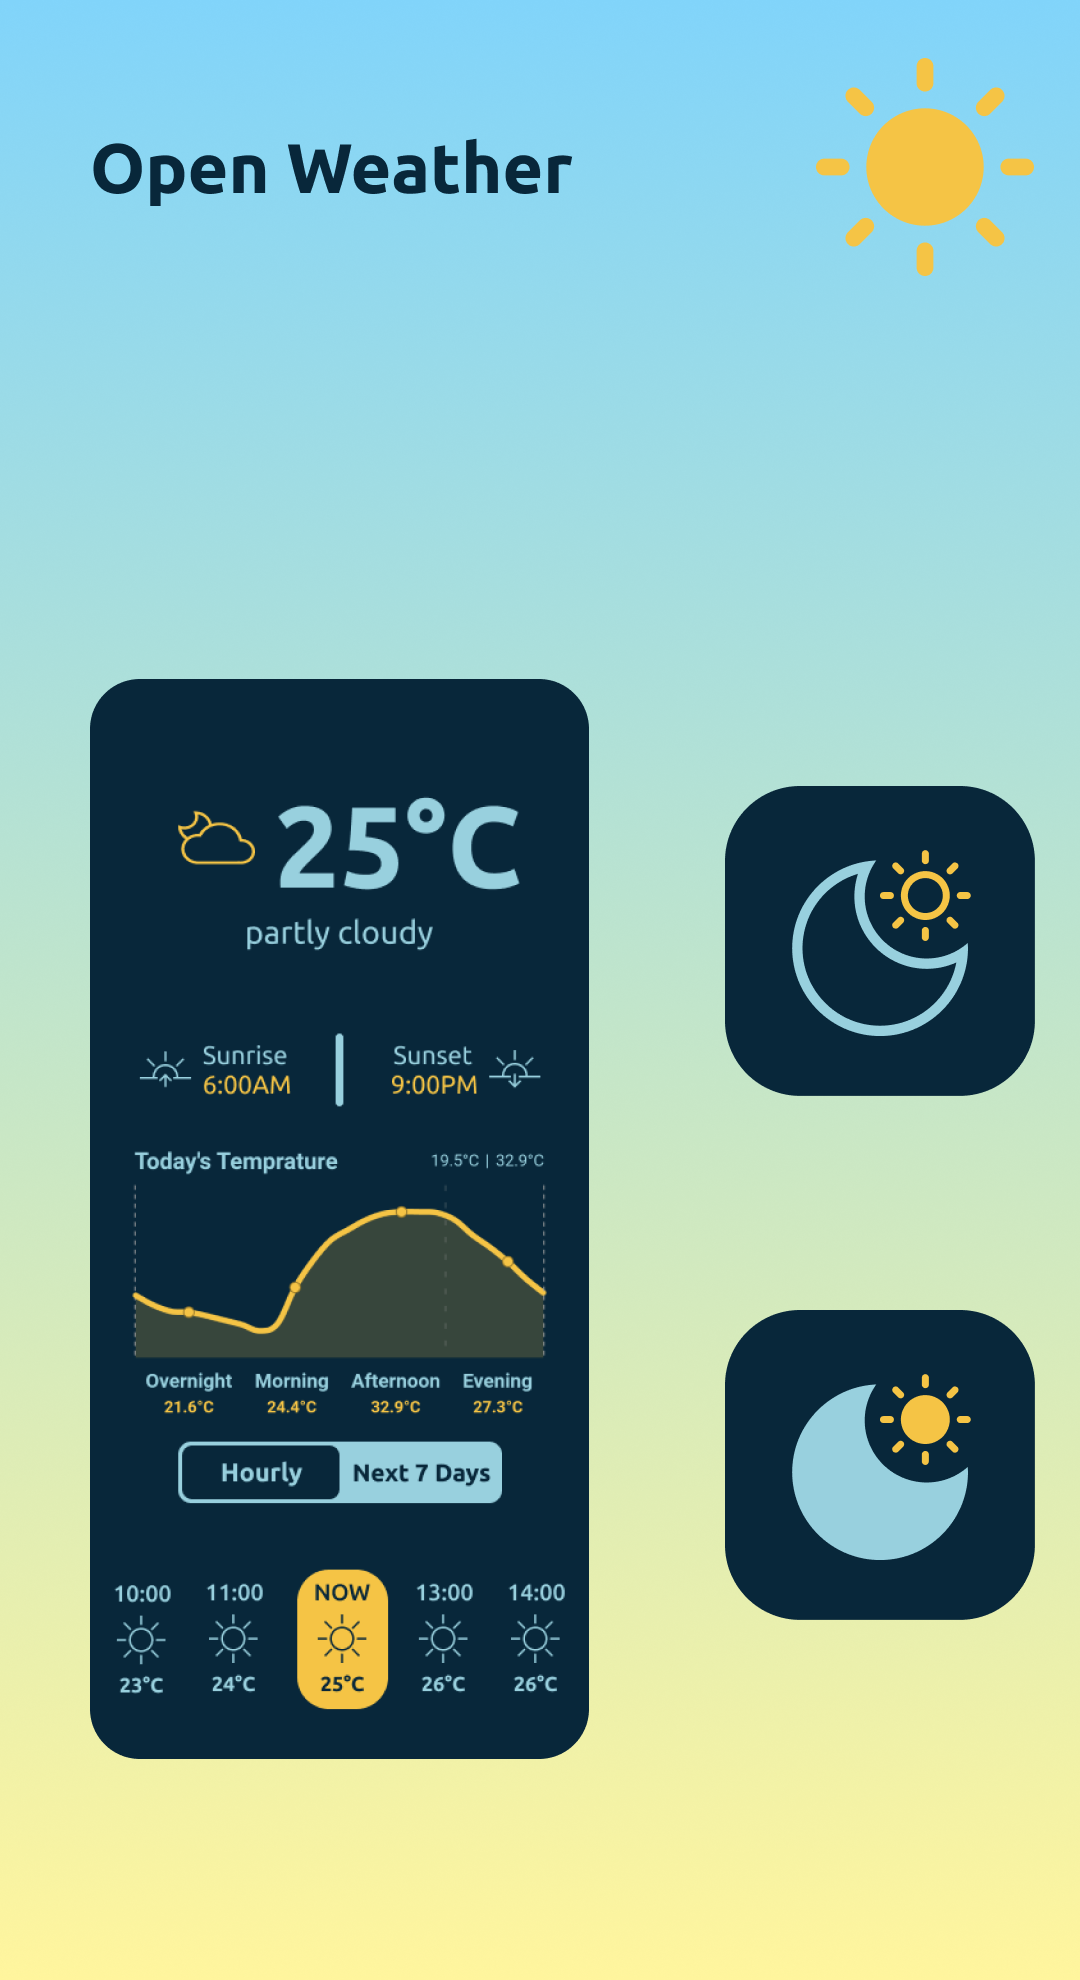 Open Weather
25°C
partly cloudy
Sunrise
6:00AM
Sunset
9:00PM
Today's Temprature
19.5°C | 32.9°C
Overnight Morning Afternoon Evening
21.6°C 24.4°C 32.9°C 27.3°C
Hourly Next 7 Days
10:00 11:00 NOW 13:00 14:00
23°C 24°C 25°C 26°C 26°C